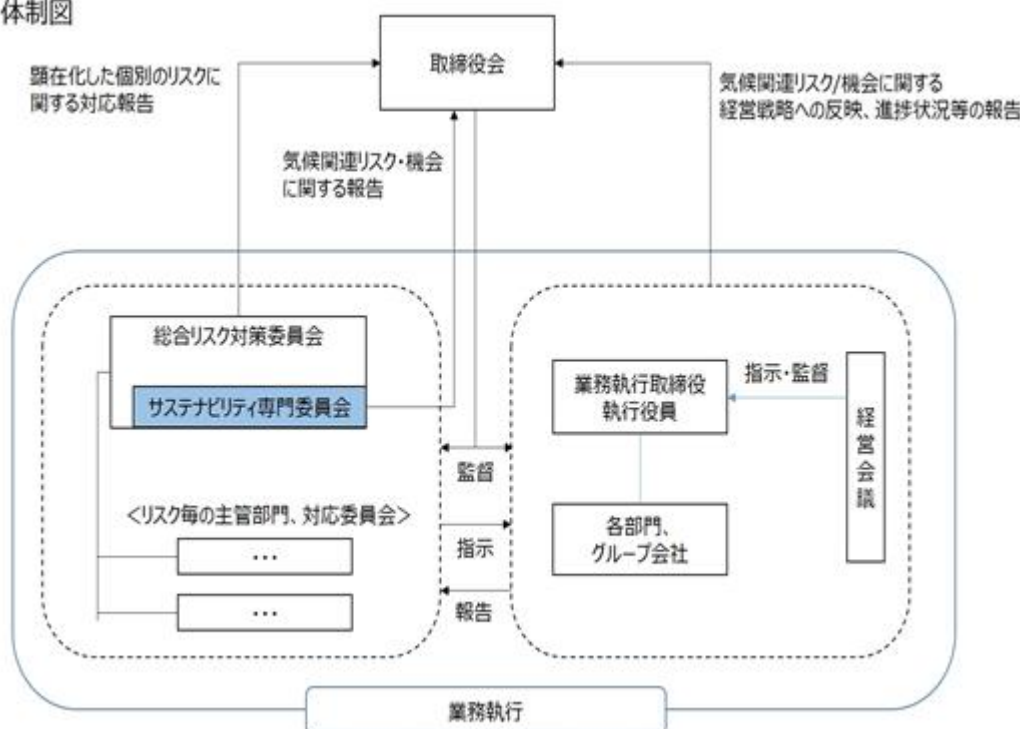 体制図
取締役会
顕在化した個別のリスクに
関する対応報告
気候関連リスク/機会に関する
経営戦略への反映、進捗状況等の報告
気候関連リスク・機会
に関する報告
総合リスク対策委員会
サステナビリティ専門委員会
<リスク毎の主管部門、対応委員会>
…
…
監督
指示
報告
業務執行取締役
執行役員
指示・監督
経営会議
各部門、
グループ会社
業務執行